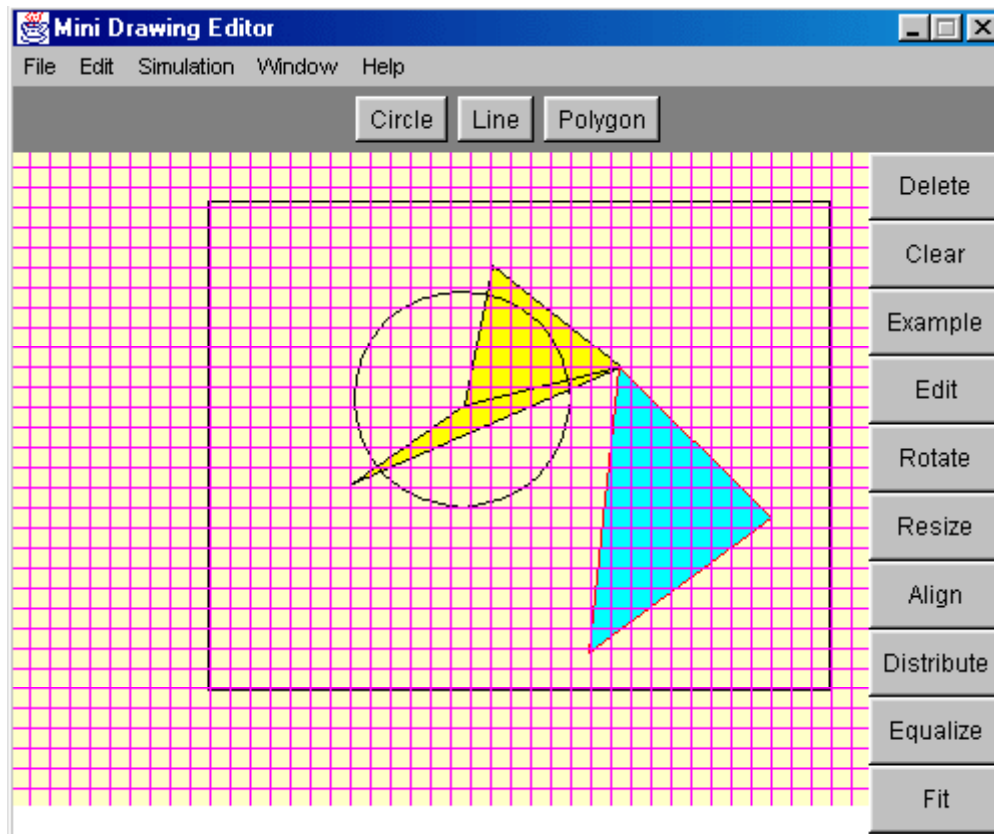 Mini Drawing Editor
File Edit Simulation Window Help
Circle Line Polygon
Delete
Clear
Example
Edit
Rotate
Resize
Align
Distribute
Equalize
Fit